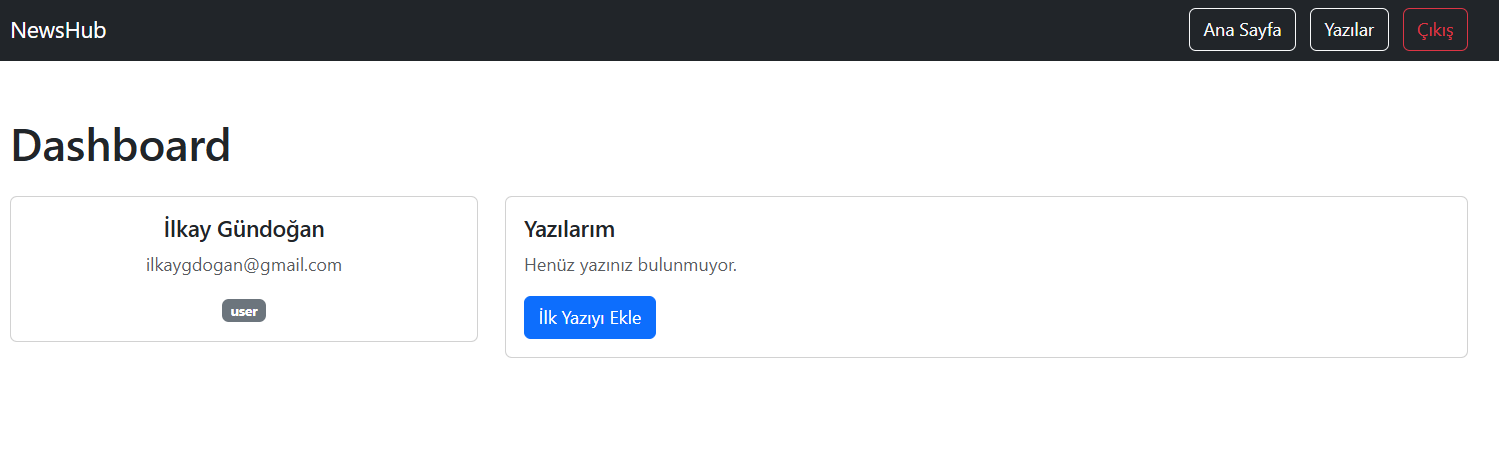 NewsHub
Ana Sayfa
Yazılar
Çıkış
Dashboard
İlkay Gündoğan
ilkaygdogan@gmail.com
user
Yazılarım
Henüz yazınız bulunmuyor.
İlk Yazıyı Ekle